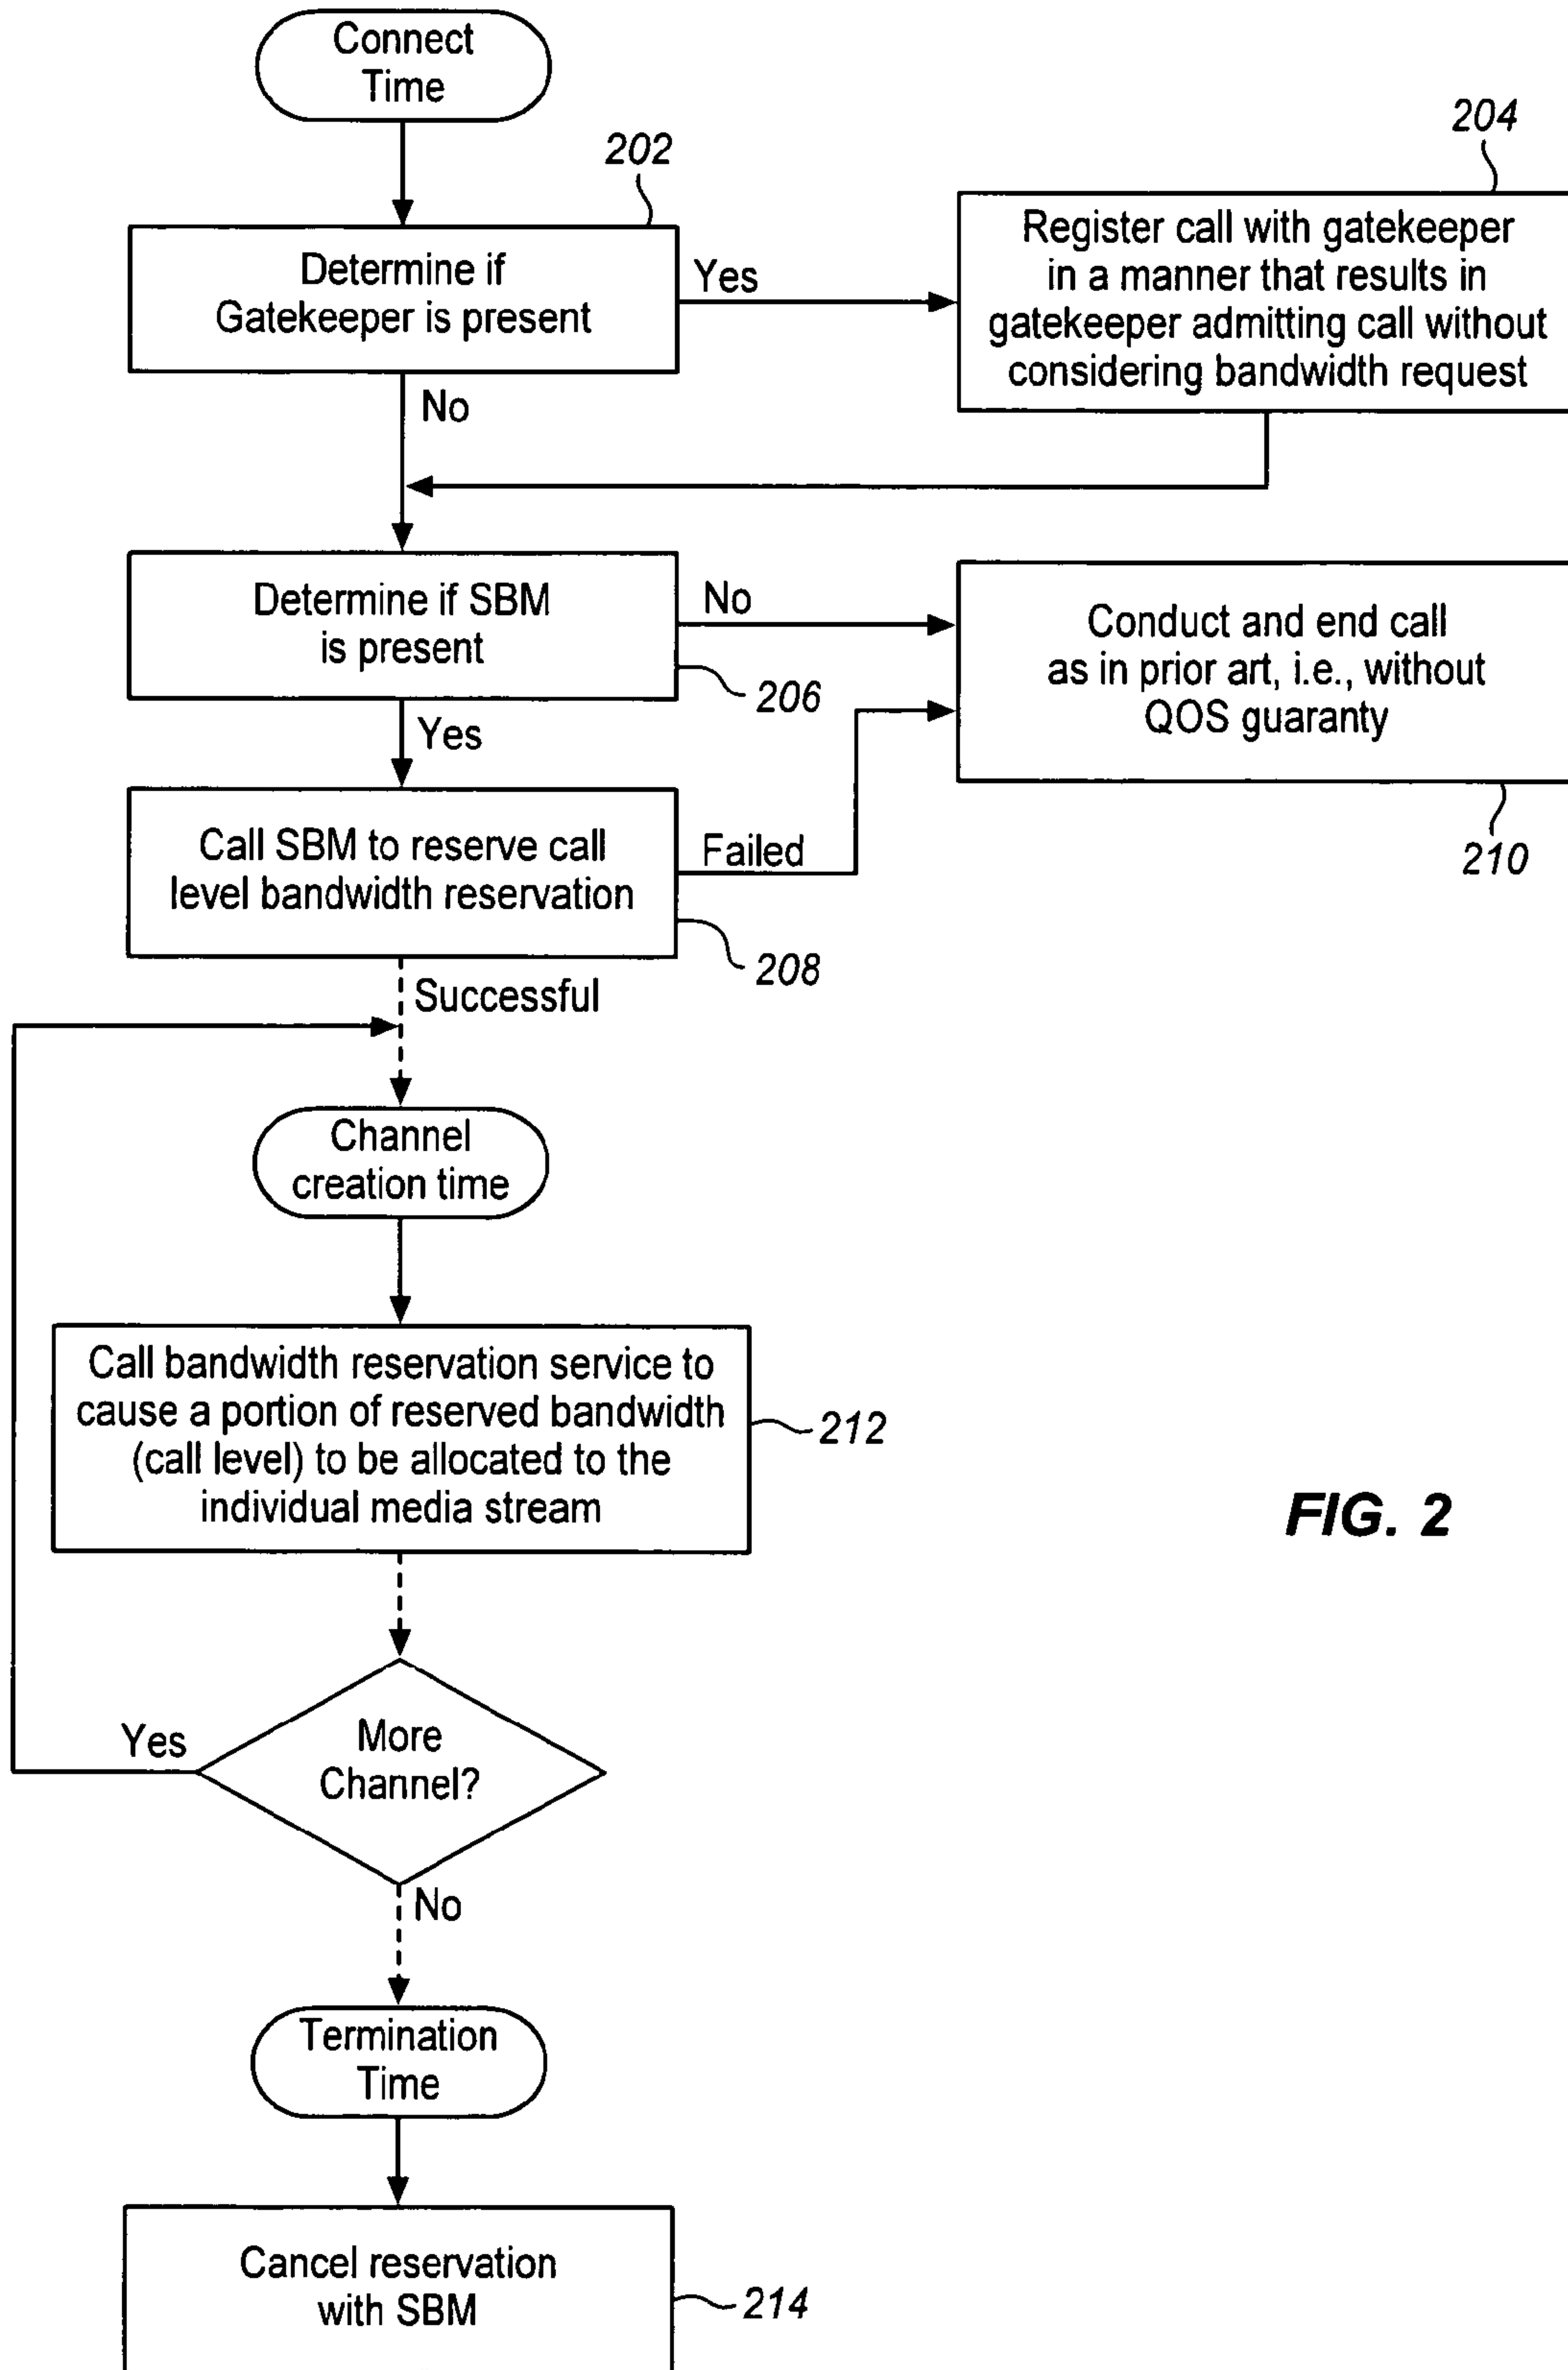 Connect
Time
202
204
Determine if
Gatekeeper is present
Yes
Register call with gatekeeper
in a manner that results in
gatekeeper admitting call without
considering bandwidth request
No
Determine if SBM
is present
206
No
Conduct and end call
as in prior art, i.e., without
QOS guaranty
210
Yes
Call SBM to reserve call
level bandwidth reservation
208
Failed
Successful
Channel
creation time
Call bandwidth reservation service to
cause a portion of reserved bandwidth
(call level) to be allocated to the
individual media stream
212
FIG. 2
More
Channel?
Yes
No
Termination
Time
Cancel reservation
with SBM
214